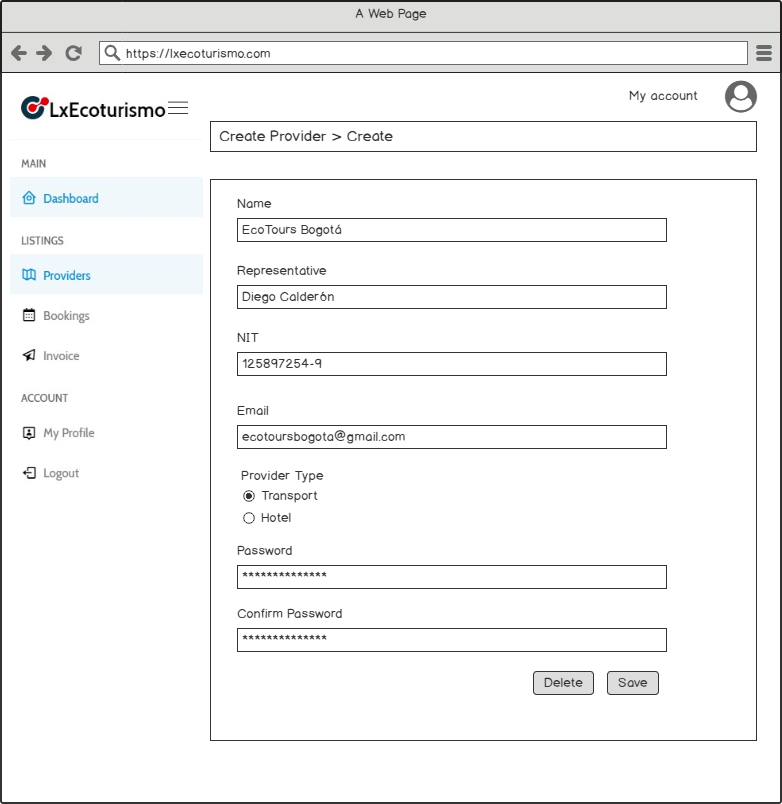 A Web Page
https://lxecoturismo.com
LxEcoturismo
My account
Create Provider > Create
MAIN
Dashboard
LISTINGS
Providers
Bookings
Invoice
ACCOUNT
My Profile
Logout
Name
EcoTours Bogotá
Representative
Diego Calderón
NIT
125897254-9
Email
ecotoursbogota@gmail.com
Provider Type
Transport
Hotel
Password
**************
Confirm Password
**************
Delete Save